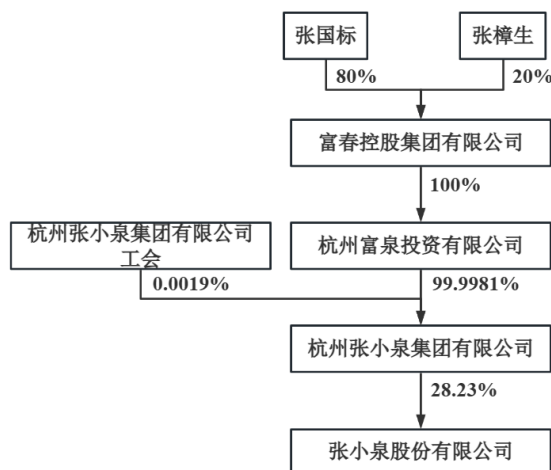 张国标
张樟生
80%
20%
富春控股集团有限公司
100%
杭州张小泉集团有限公司
工会
杭州富泉投资有限公司
0.0019%
99.9981%
杭州张小泉集团有限公司
28.23%
张小泉股份有限公司